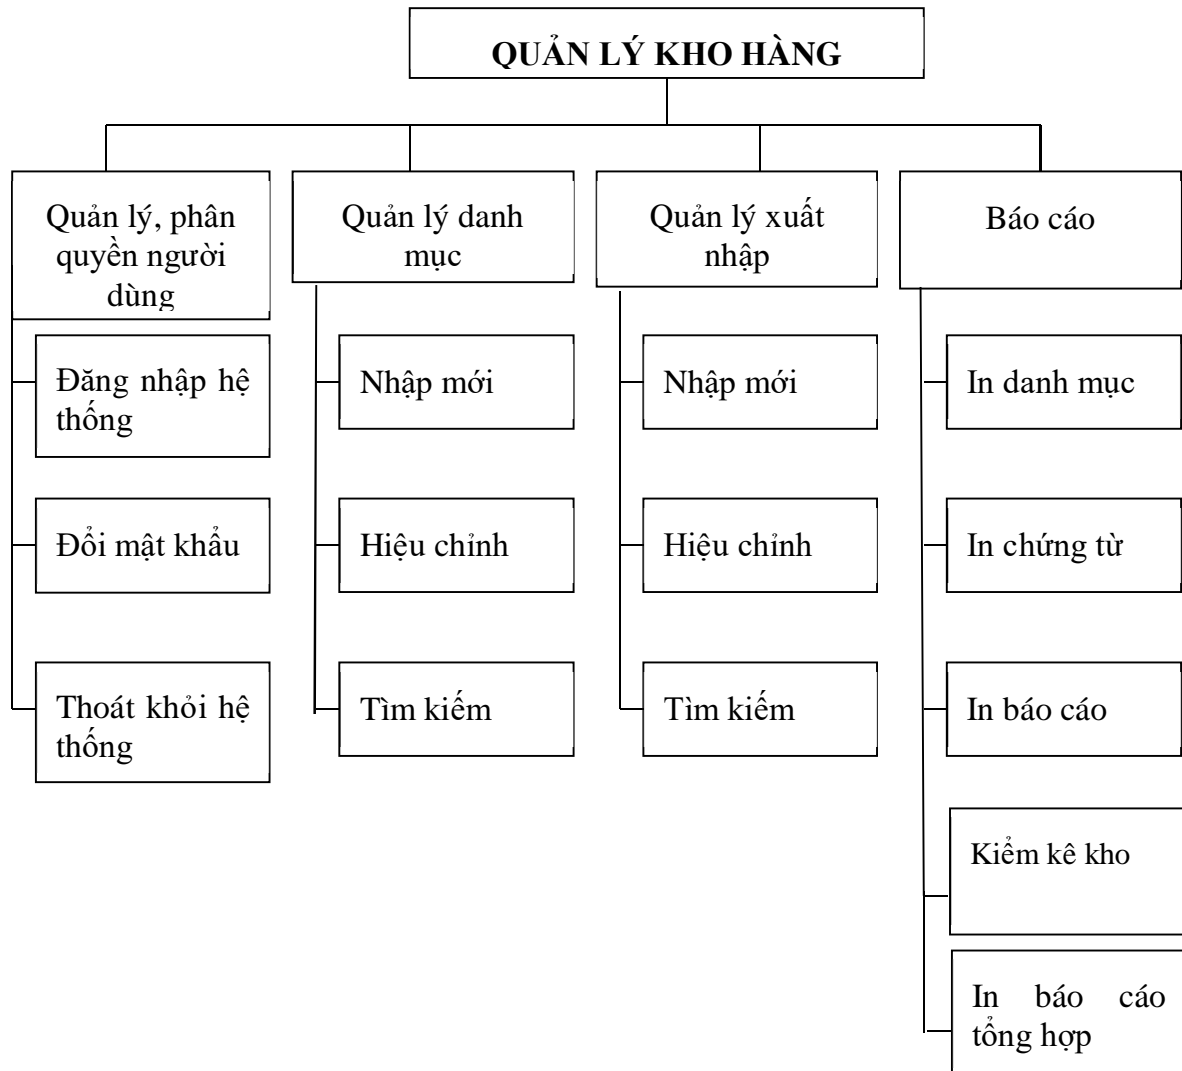 QUẢN LÝ KHO HÀNG
Quản lý, phân
quyền người
dùng
Quản lý danh
mục
Quản lý xuất
nhập
Báo cáo
Đăng nhập hệ
thống
Nhập mới
Nhập mới
In danh mục
Đổi mật khẩu
Hiệu chỉnh
Hiệu chỉnh
In chứng từ
Thoát khỏi hệ
thống
Tìm kiếm
Tìm kiếm
In báo cáo
Kiểm kê kho
In báo cáo
tổng hợp